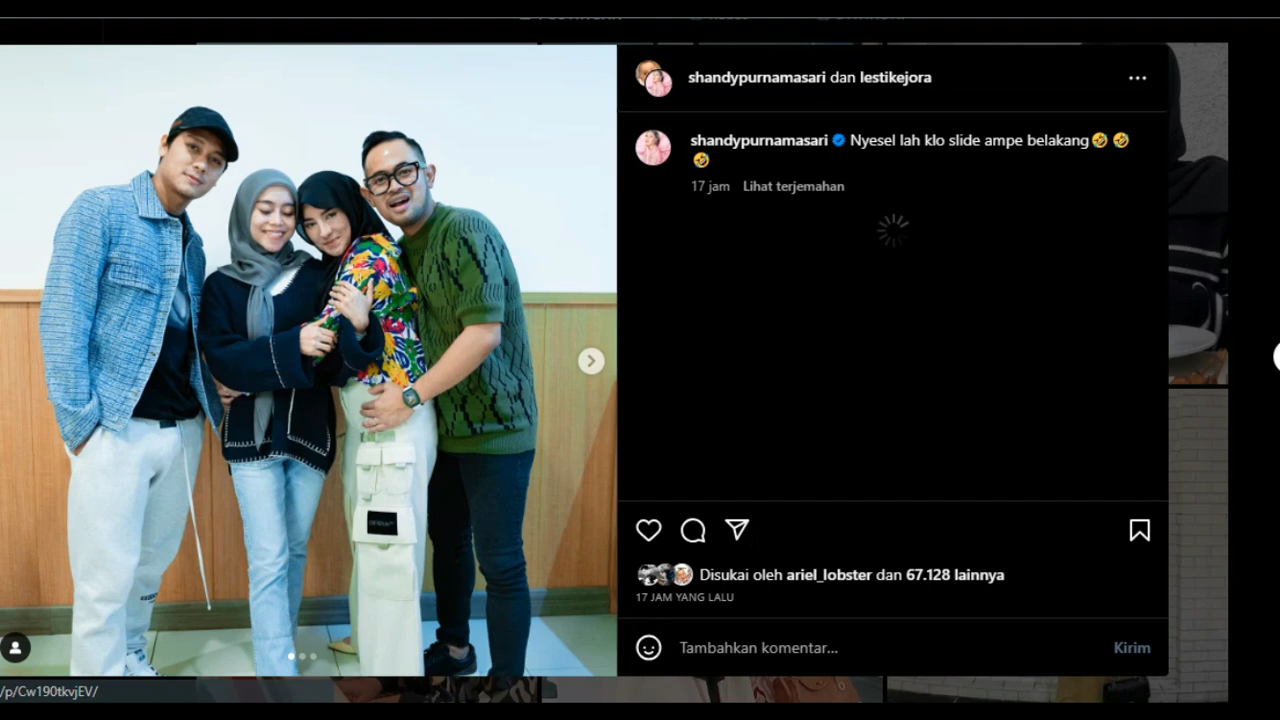 shandypurnamasari dan lestikejora
shandypurnamasari Nyesel lah klo slide ampe belakang🤣 🤣
🤣
17 jam Lihat terjemahan
Disukai oleh ariel_lobster dan 67.128 lainnya
17 JAM YANG LALU
Tambahkan komentar... Kirim
/p/Cw190tkvjEV/